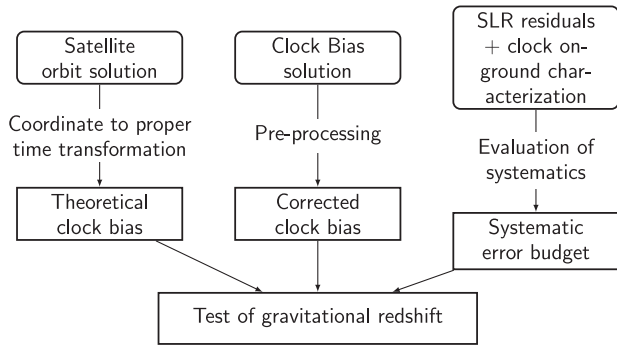 Satellite
orbit solution
Coordinate to proper
time transformation
Theoretical
clock bias
Clock Bias
solution
Pre-processing
Corrected
clock bias
SLR residuals
+ clock on-
ground char-
acterization
Evaluation of
systematics
Systematic
error budget
Test of gravitational redshift